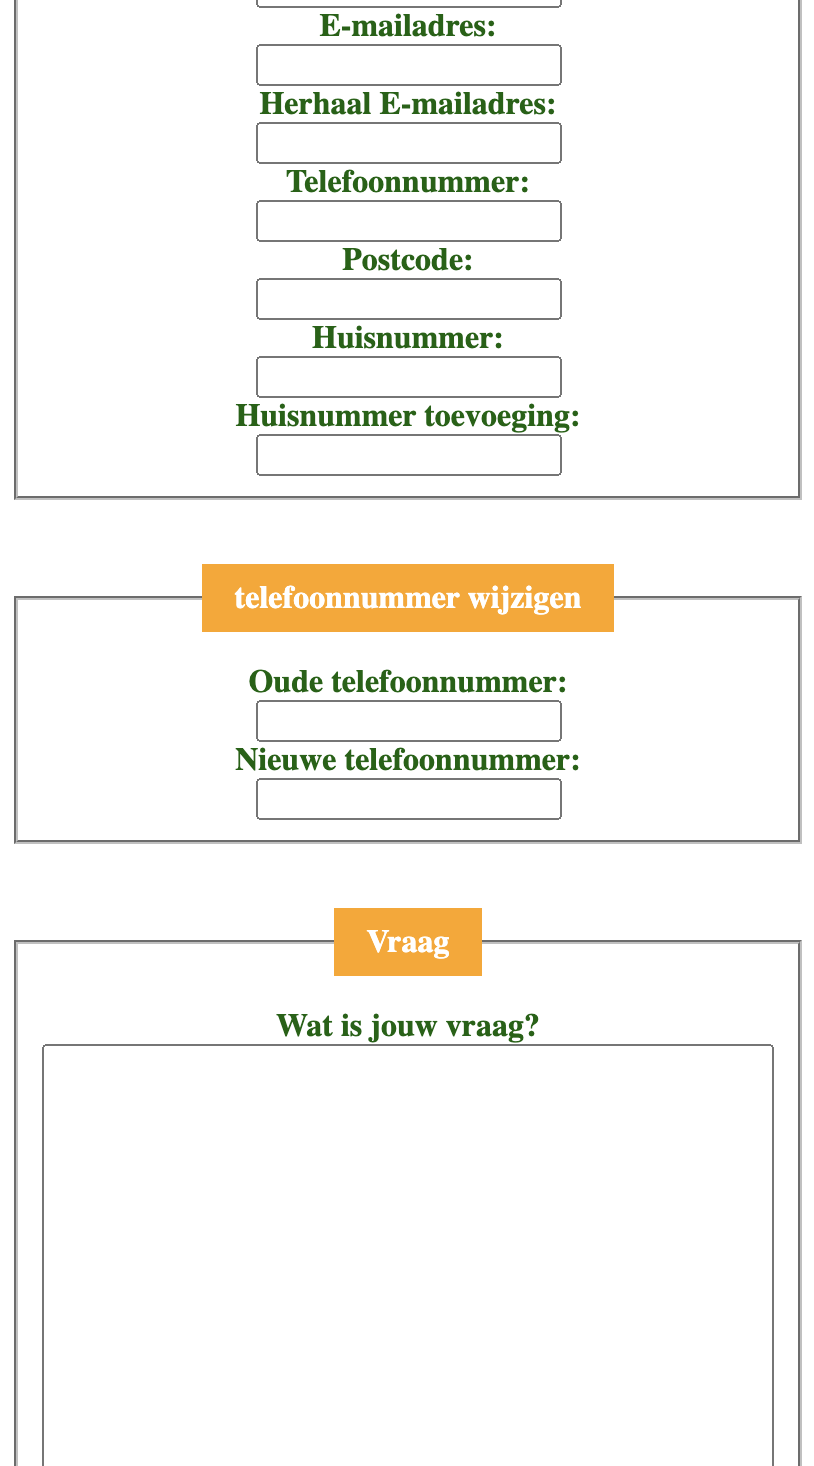 E-mailadres:
Herhaal E-mailadres:
Telefoonnummer:
Postcode:
Huisnummer:
Huisnummer toevoeging:
telefoonnummer wijzigen
Oude telefoonnummer:
Nieuwe telefoonnummer:
Vraag
Wat is jouw vraag?